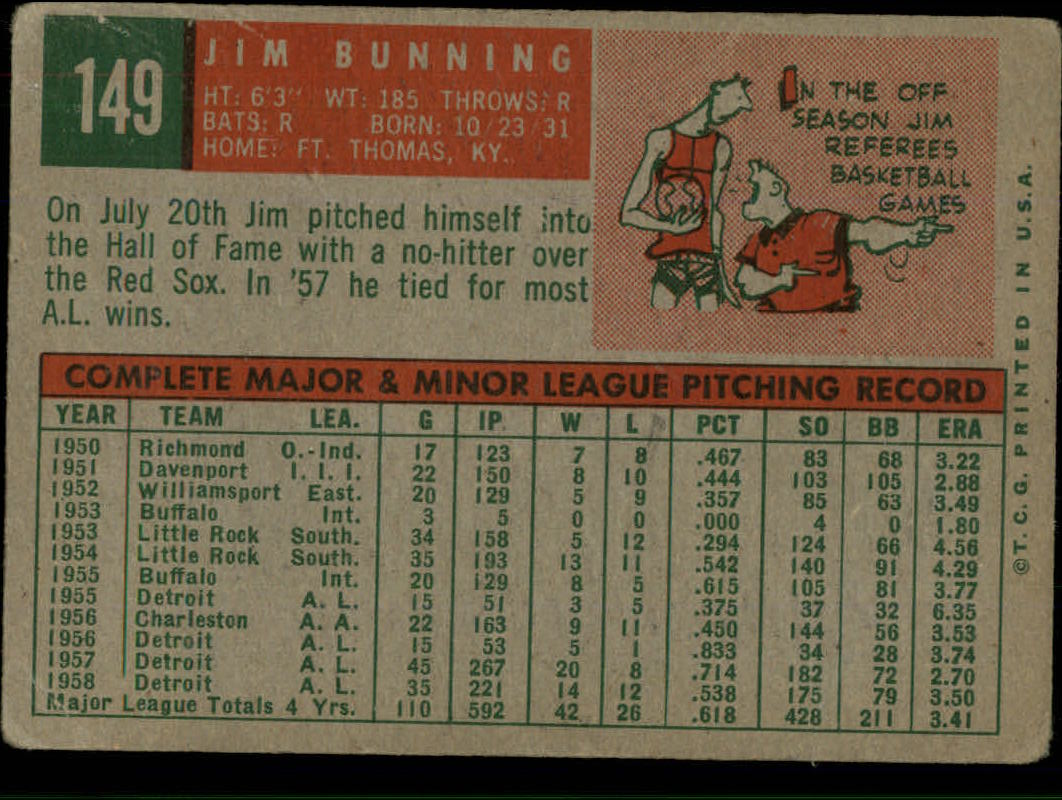 149
JIM BUNNING
HT: 6'3" WT: 185 THROWS: R
BATS: R BORN: 10/23/31
HOME: FT. THOMAS, KY.
IN THE OFF
SEASON JIM
REFEREES
BASKETBALL
GAMES
On July 20th Jim pitched himself into
the Hall of Fame with a no-hitter over
the Red Sox. In '57 he tied for most
A.L. wins.
COMPLETE MAJOR & MINOR LEAGUE PITCHING RECORD
YEAR TEAM LEA. G IP W L PCT SO BB ERA
1950 Richmond O.-Ind. 17 123 7 8 .467 83 68 3.22
1951 Davenport I. I. I. 22 150 8 10 .444 103 105 2.88
1952 Williamsport East. 20 129 5 9 .357 85 63 3.49
1953 Buffalo Int. 3 5 0 0 .000 4 0 1.80
1953 Little Rock South. 34 158 5 12 .294 124 66 4.56
1954 Little Rock South. 35 193 13 11 .542 140 91 4.29
1955 Buffalo Int. 20 129 8 5 .615 105 81 3.77
1955 Detroit A. L. 15 51 3 5 .375 37 32 6.35
1956 Charleston A. A. 22 163 9 11 .450 144 56 3.53
1956 Detroit A. L. 15 53 5 1 .833 34 28 3.74
1957 Detroit A. L. 45 267 20 8 .714 182 72 2.70
1958 Detroit A. L. 35 221 14 12 .538 175 79 3.50
Major League Totals 4 Yrs. 110 592 42 26 .618 428 211 3.41
©T. C. G. PRINTED IN U.S.A.